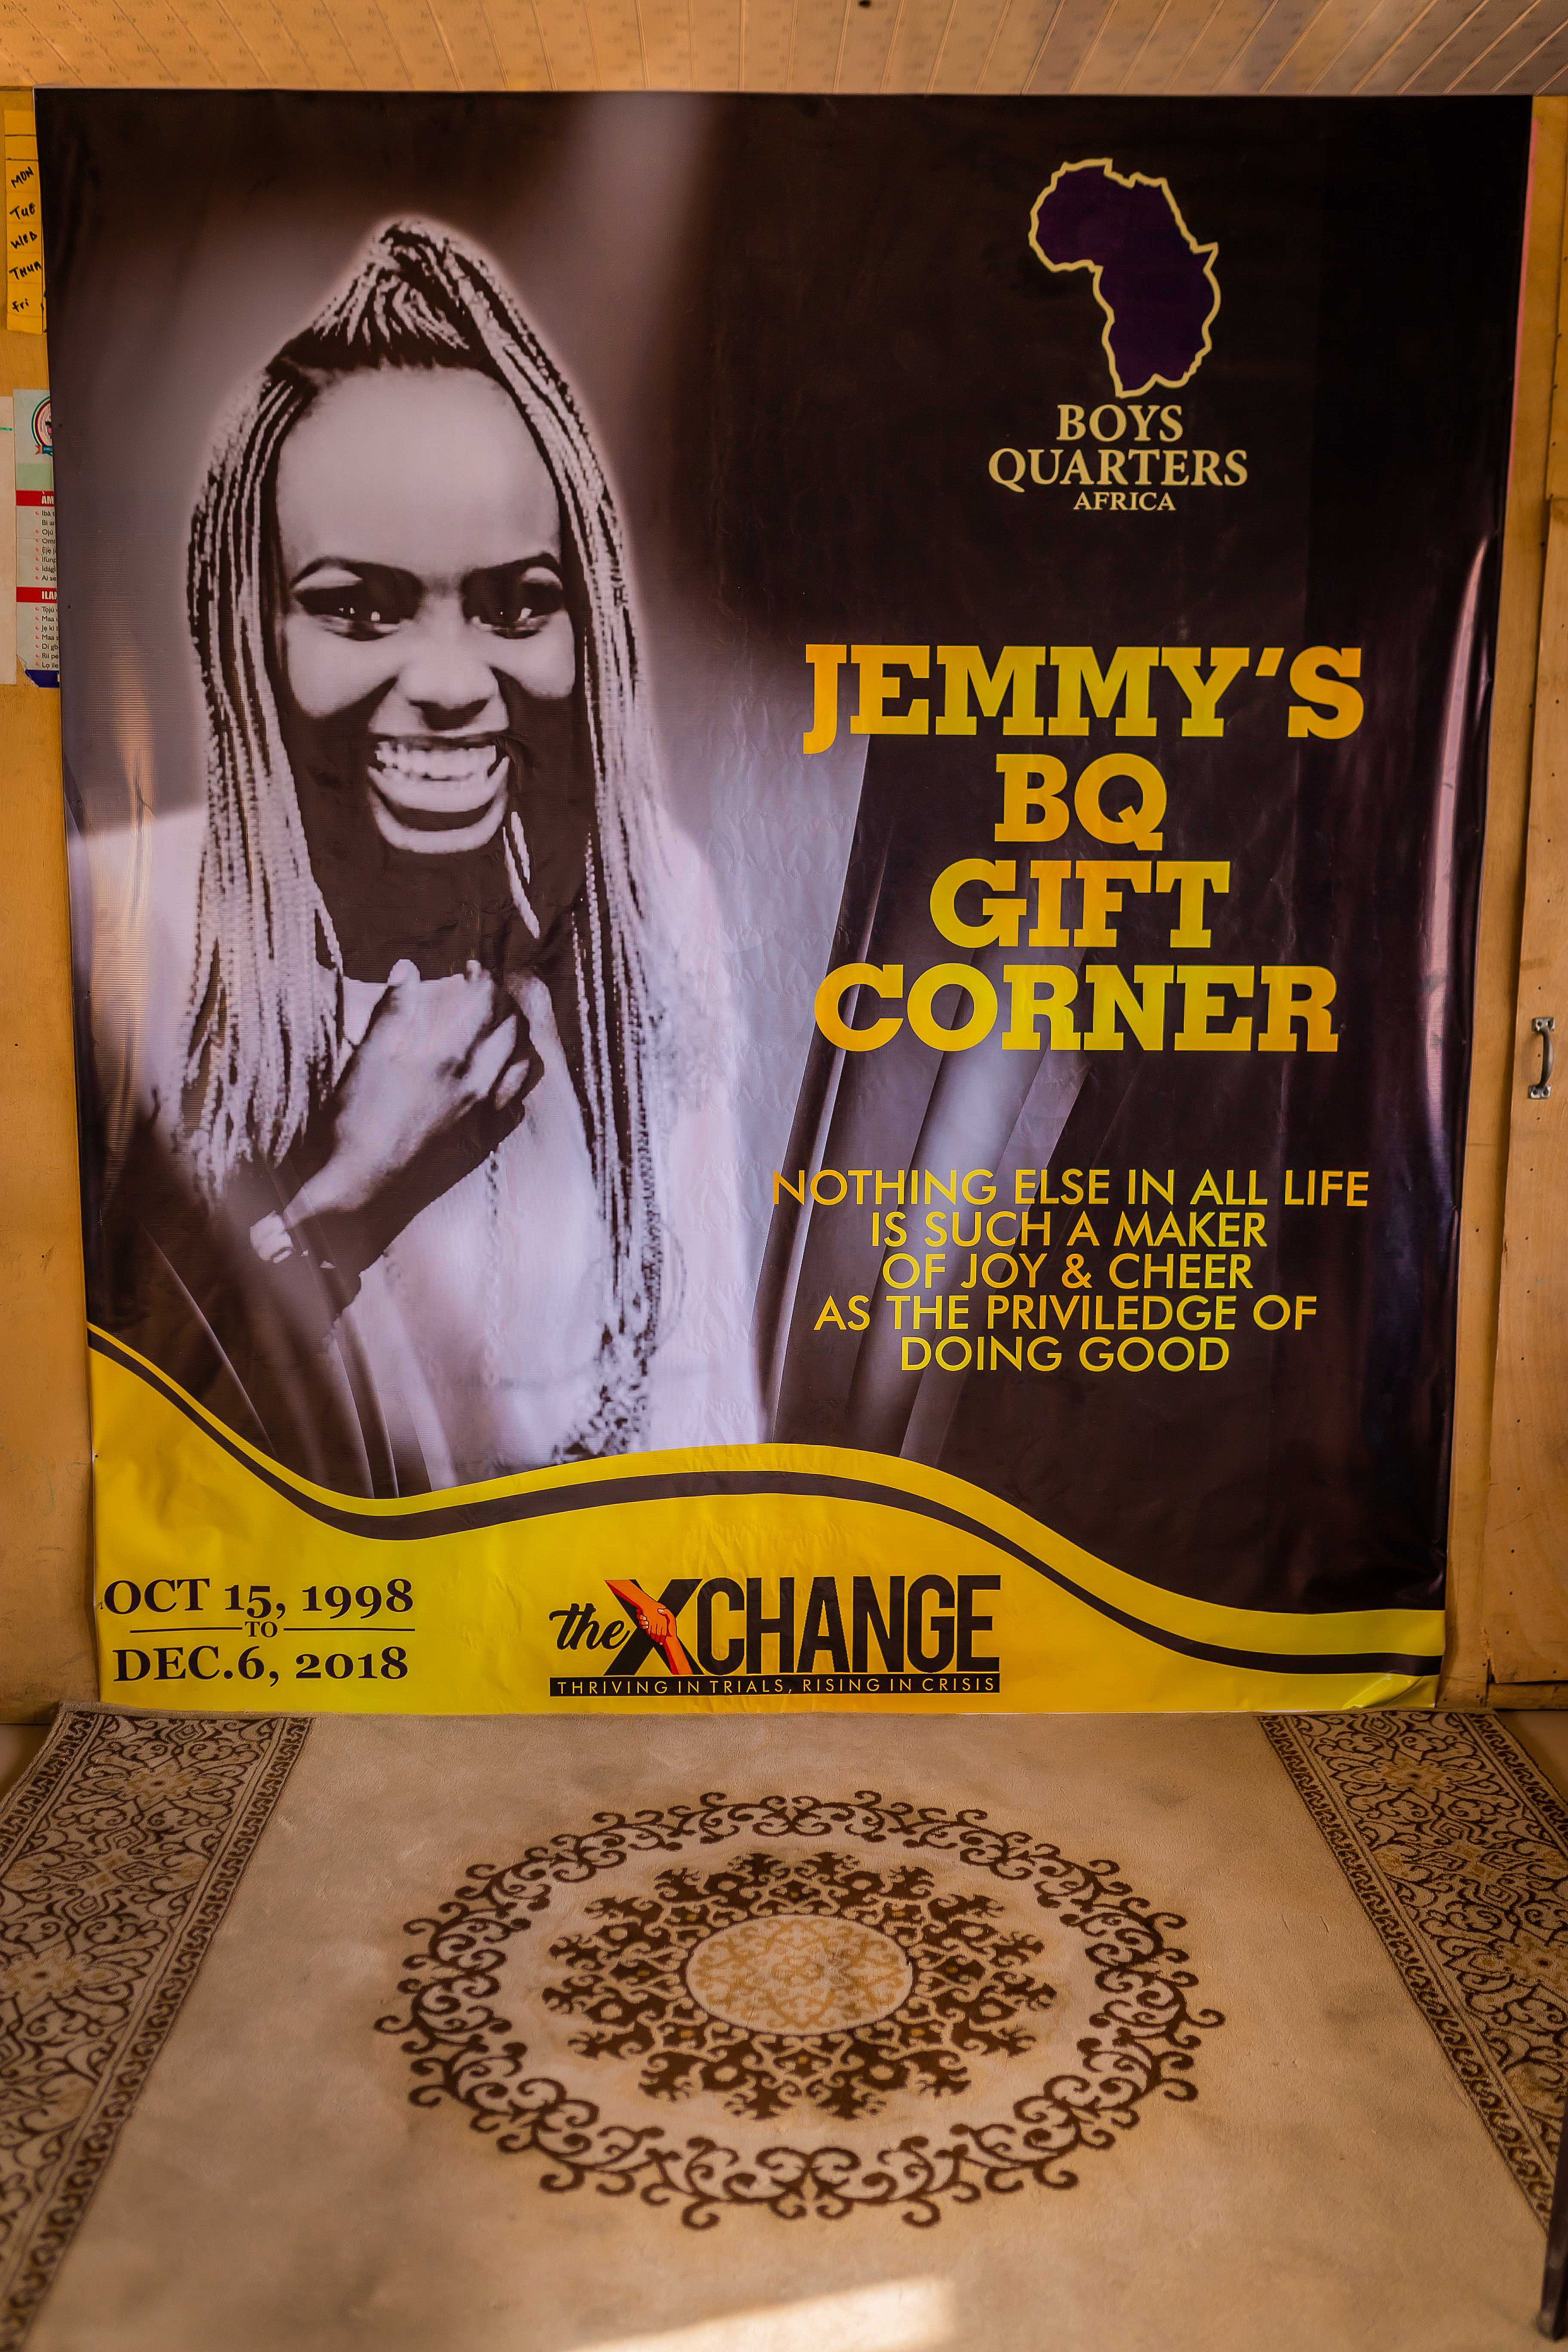 MON
Tue
WED
THUR
Fri
BOYS
QUARTERS
AFRICA
JEMMY'S
BQ
GIFT
CORNER
NOTHING ELSE IN ALL LIFE
IS SUCH A MAKER
OF JOY & CHEER
AS THE PRIVILEDGE OF
DOING GOOD
OCT 15, 1998
TO
DEC.6, 2018
the XCHANGE
THRIVING IN TRIALS, RISING IN CRISIS